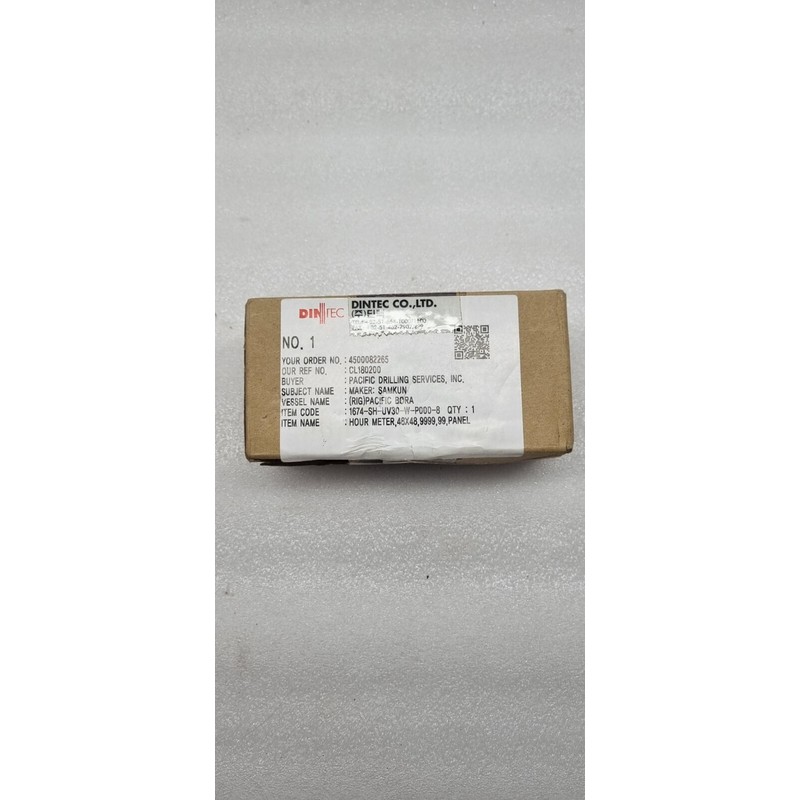 DINTEC
DINTEC CO.,LTD.
NO. 1
YOUR ORDER NO. : 4500082265
OUR REF NO. : CL180200
BUYER : PACIFIC DRILLING SERVICES, INC.
SUBJECT NAME : MAKER: SAMKUN
VESSEL NAME : (RIG)PACIFIC BORA
ITEM CODE : 1674-SH-UV30-W-P000-8 QTY : 1
ITEM NAME : HOUR METER,48X48,9999,99,PANEL